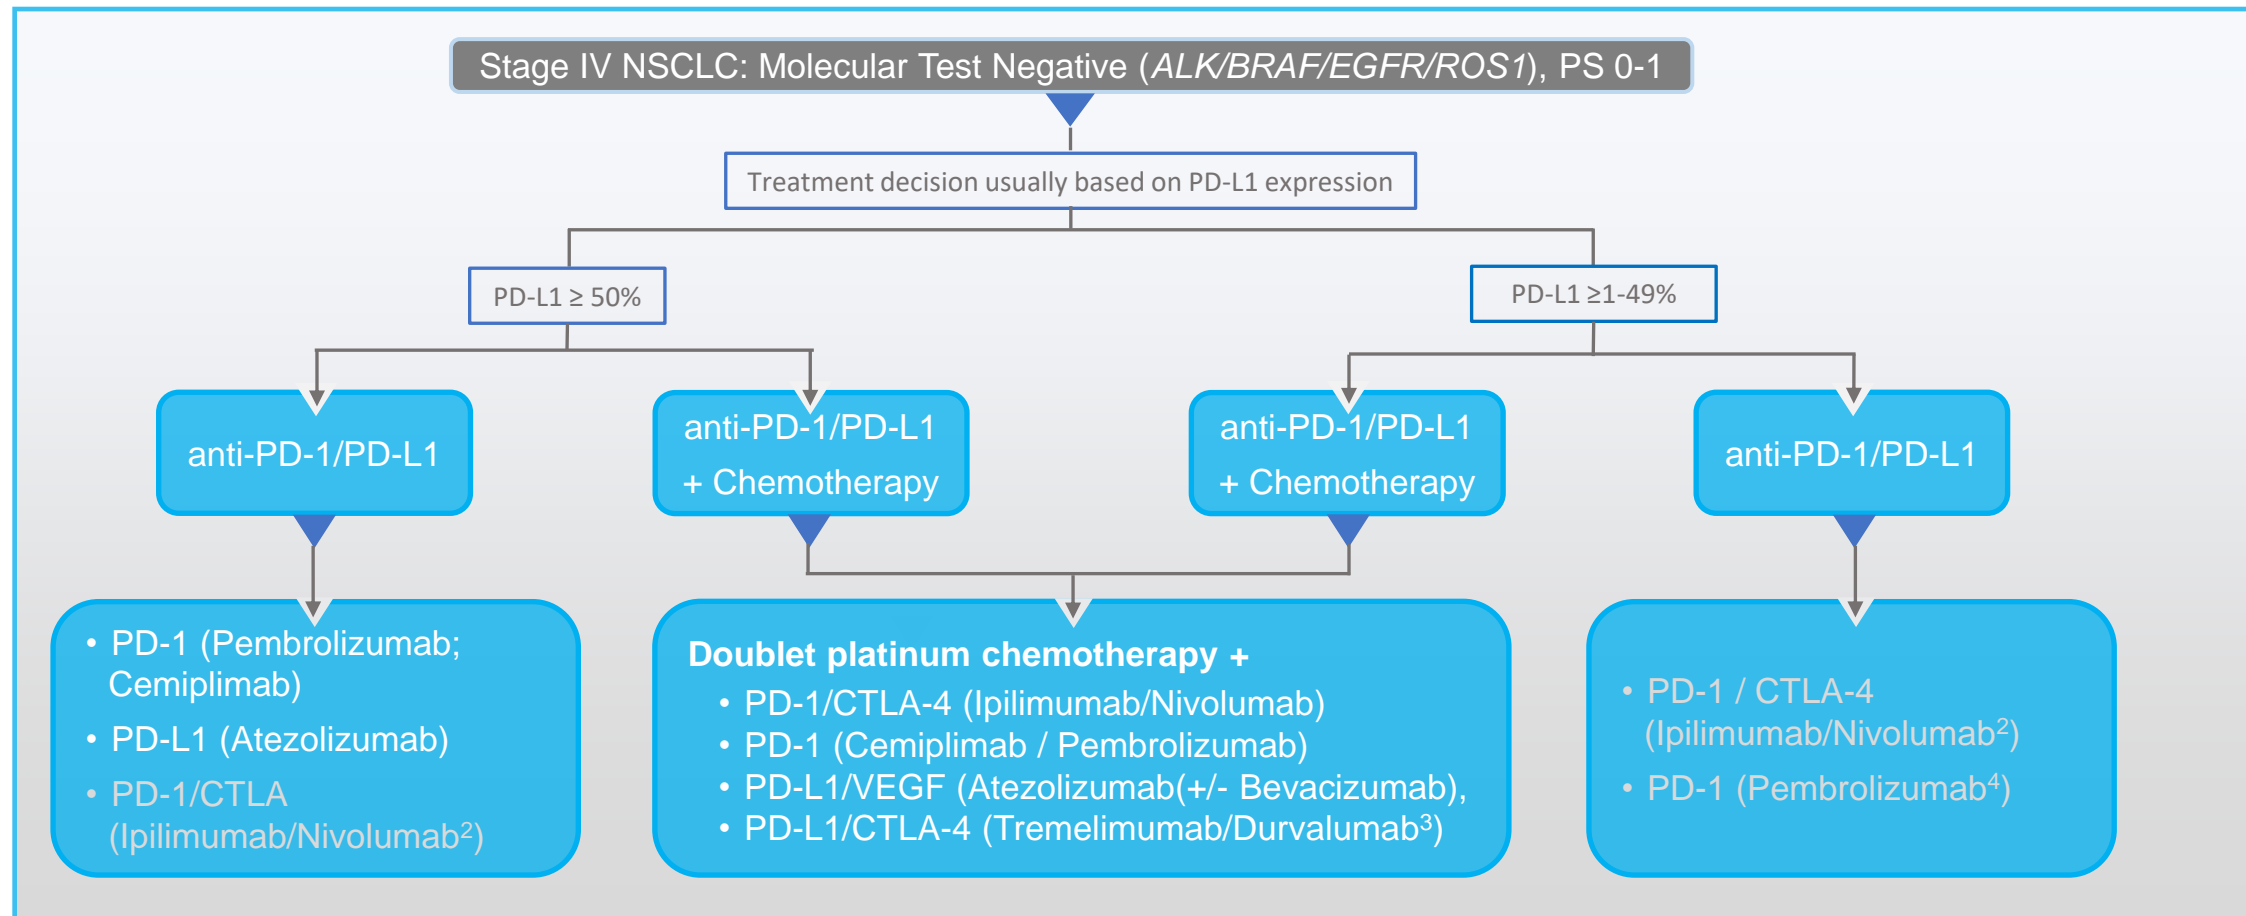 Stage IV NSCLC: Molecular Test Negative (ALK/BRAF/EGFR/ROS1), PS 0-1
Treatment decision usually based on PD-L1 expression
PD-L1 ≥ 50%
PD-L1 ≥1-49%
anti-PD-1/PD-L1
anti-PD-1/PD-L1
+ Chemotherapy
anti-PD-1/PD-L1
+ Chemotherapy
anti-PD-1/PD-L1
• PD-1 (Pembrolizumab;
Cemiplimab)
• PD-L1 (Atezolizumab)
• PD-1/CTLA
(Ipilimumab/Nivolumab²)
Doublet platinum chemotherapy +
• PD-1/CTLA-4 (Ipilimumab/Nivolumab)
• PD-1 (Cemiplimab / Pembrolizumab)
• PD-L1/VEGF (Atezolizumab(+/- Bevacizumab),
• PD-L1/CTLA-4 (Tremelimumab/Durvalumab³)
• PD-1 / CTLA-4
(Ipilimumab/Nivolumab²)
• PD-1 (Pembrolizumab⁴)